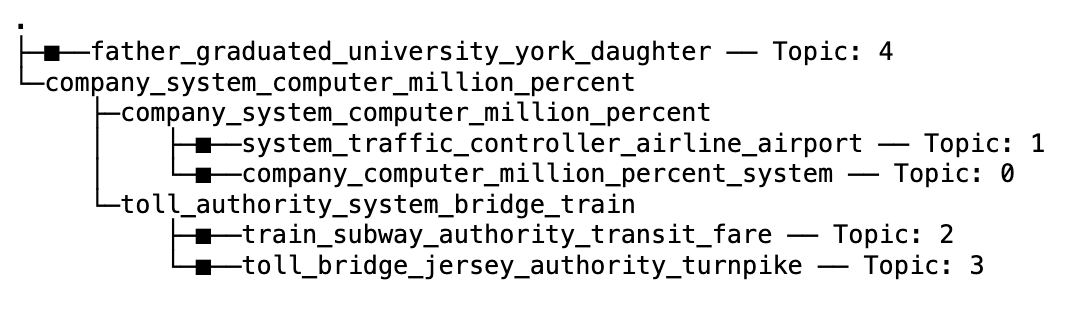 .
├─■──father_graduated_university_york_daughter ── Topic: 4
└─company_system_computer_million_percent
     ├─company_system_computer_million_percent
     │    ├─■──system_traffic_controller_airline_airport ── Topic: 1
     │    └─■──company_computer_million_percent_system ── Topic: 0
     └─toll_authority_system_bridge_train
          ├─■──train_subway_authority_transit_fare ── Topic: 2
          └─■──toll_bridge_jersey_authority_turnpike ── Topic: 3